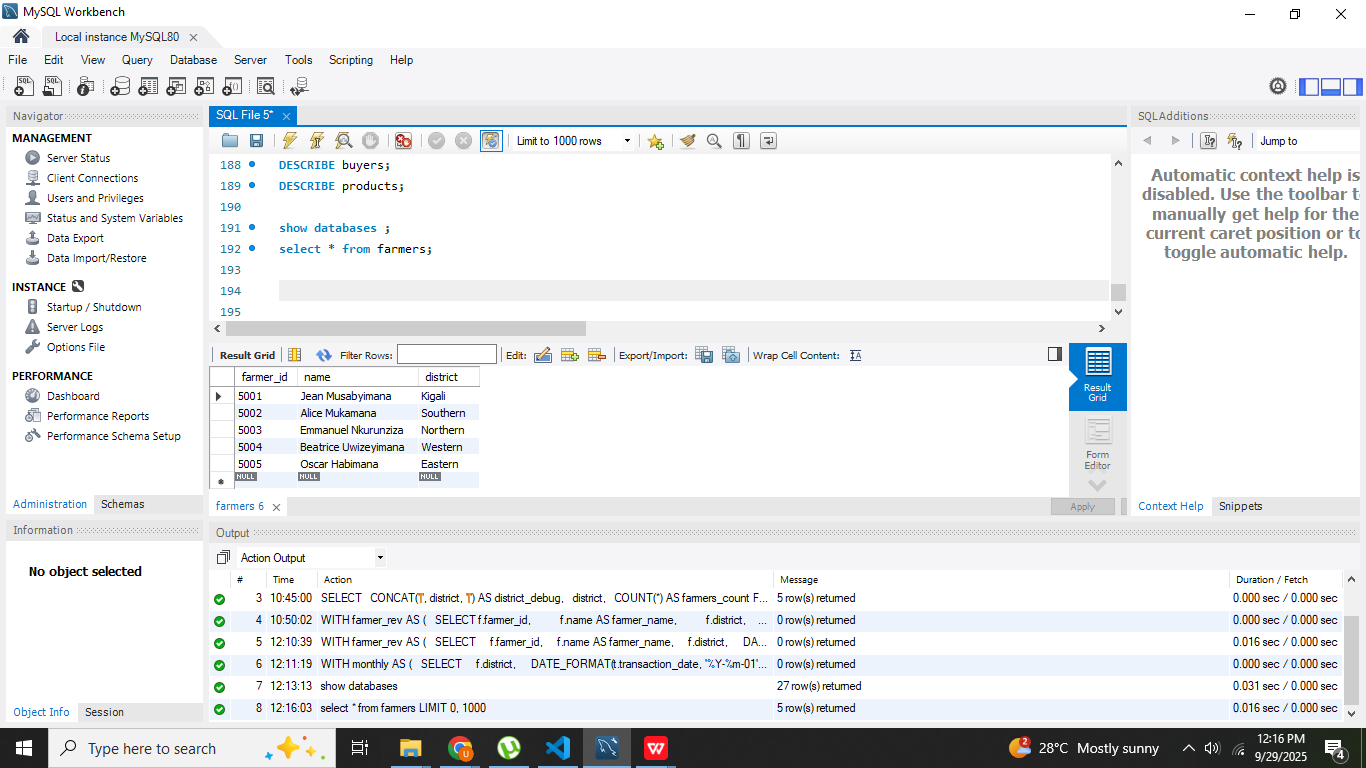 MySQL Workbench
Local instance MySQL80
File Edit View Query Database Server Tools Scripting Help
Navigator
MANAGEMENT
Server Status
Client Connections
Users and Privileges
Status and System Variables
Data Export
Data Import/Restore
INSTANCE
Startup / Shutdown
Server Logs
Options File
PERFORMANCE
Dashboard
Performance Reports
Performance Schema Setup
Administration Schemas
Information
No object selected
Object Info Session
SQL File 5*
Limit to 1000 rows
188 DESCRIBE buyers;
189 DESCRIBE products;
190
191 show databases ;
192 select * from farmers;
193
194
195
Result Grid Filter Rows: Edit: Export/Import: Wrap Cell Content:
farmer_id name district
5001 Jean Musabyimana Kigali
5002 Alice Mukamana Southern
5003 Emmanuel Nkurunziza Northern
5004 Beatrice Uwizeyimana Western
5005 Oscar Habimana Eastern
NULL NULL NULL
Result
Grid
Form
Editor
farmers 6
Apply
SQLAdditions
Jump to
Automatic context help is
disabled. Use the toolbar t
manually get help for the
current caret position or to
toggle automatic help.
Context Help Snippets
Output
Action Output
# Time Action Message Duration / Fetch
3 10:45:00 SELECT CONCAT('[', district, ']') AS district_debug, district, COUNT(*) AS farmers_count F... 5 row(s) returned 0.000 sec / 0.000 sec
4 10:50:02 WITH farmer_rev AS ( SELECT f.farmer_id, f.name AS farmer_name, f.district, ... 0 row(s) returned 0.000 sec / 0.000 sec
5 12:10:39 WITH farmer_rev AS ( SELECT f.farmer_id, f.name AS farmer_name, f.district, DA... 0 row(s) returned 0.016 sec / 0.000 sec
6 12:11:19 WITH monthly AS ( SELECT f.district, DATE_FORMAT(t.transaction_date, '%Y-%m-01'... 0 row(s) returned 0.000 sec / 0.000 sec
7 12:13:13 show databases 27 row(s) returned 0.031 sec / 0.000 sec
8 12:16:03 select * from farmers LIMIT 0, 1000 5 row(s) returned 0.016 sec / 0.000 sec
Type here to search
2
28°C Mostly sunny
12:16 PM
9/29/2025
4